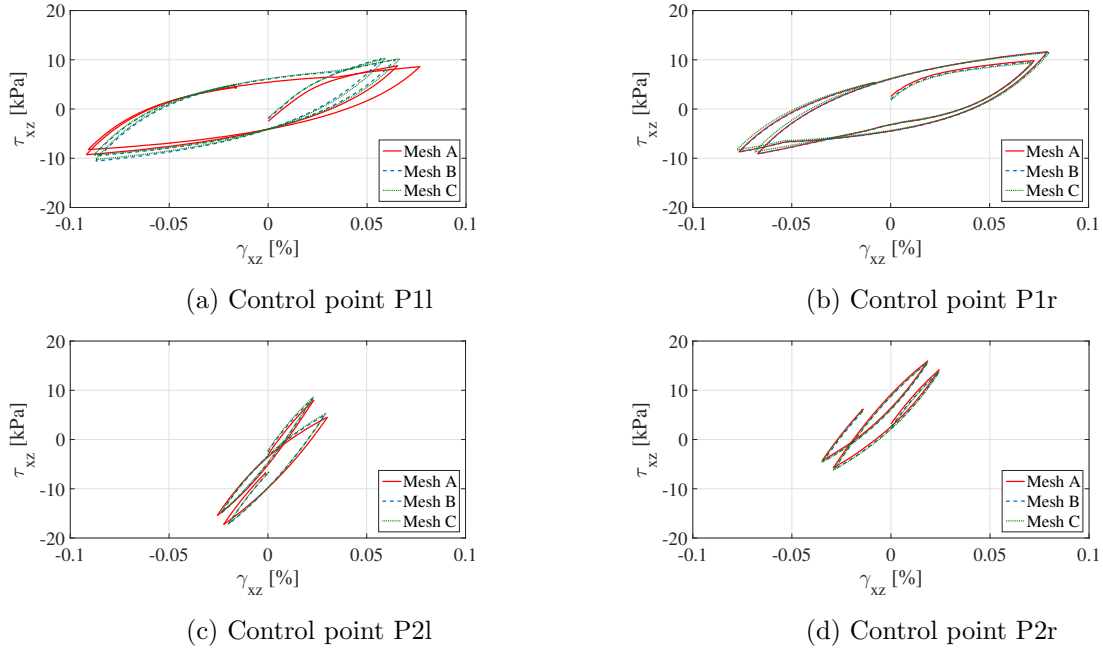 20
10
0
-10
-20
τxz [kPa]
-0.1
-0.05
0
0.05
0.1
γxz [%]
Mesh A
Mesh B
Mesh C
(a) Control point P1l
20
10
0
-10
-20
τxz [kPa]
-0.1
-0.05
0
0.05
0.1
γxz [%]
Mesh A
Mesh B
Mesh C
(b) Control point P1r
20
10
0
-10
-20
τxz [kPa]
-0.1
-0.05
0
0.05
0.1
γxz [%]
Mesh A
Mesh B
Mesh C
(c) Control point P2l
20
10
0
-10
-20
τxz [kPa]
-0.1
-0.05
0
0.05
0.1
γxz [%]
Mesh A
Mesh B
Mesh C
(d) Control point P2r